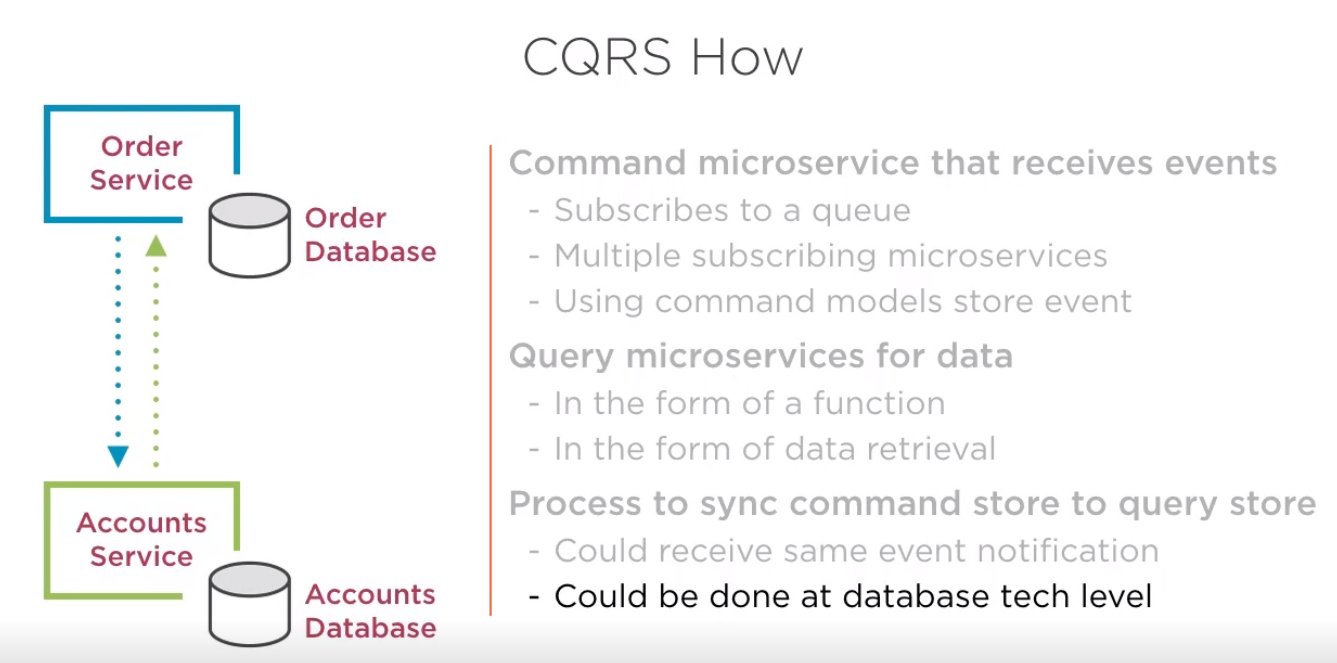 CQRS How
Order
Service
Order
Database
Accounts
Service
Accounts
Database
Command microservice that receives events
- Subscribes to a queue
- Multiple subscribing microservices
- Using command models store event
Query microservices for data
- In the form of a function
- In the form of data retrieval
Process to sync command store to query store
- Could receive same event notification
- Could be done at database tech level